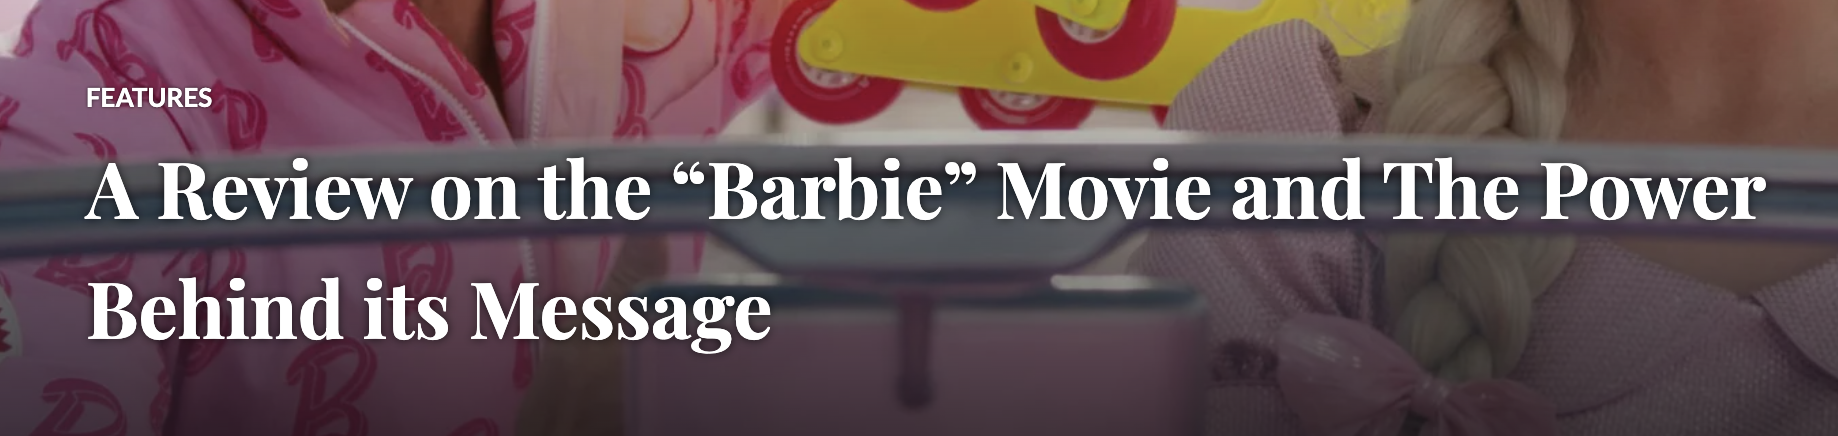 FEATURES
A Review on the “Barbie” Movie and The Power
Behind its Message